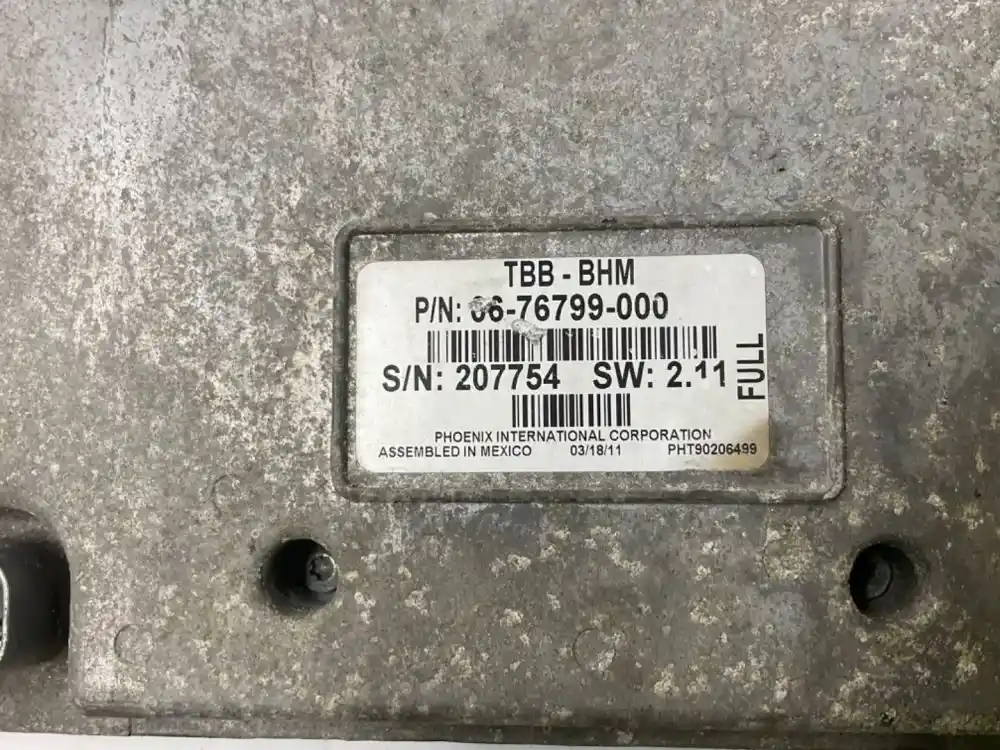 TBB - BHM
P/N: 06-76799-000
S/N: 207754 SW: 2.11
FULL
PHOENIX INTERNATIONAL CORPORATION
ASSEMBLED IN MEXICO 03/18/11 PHT90206499